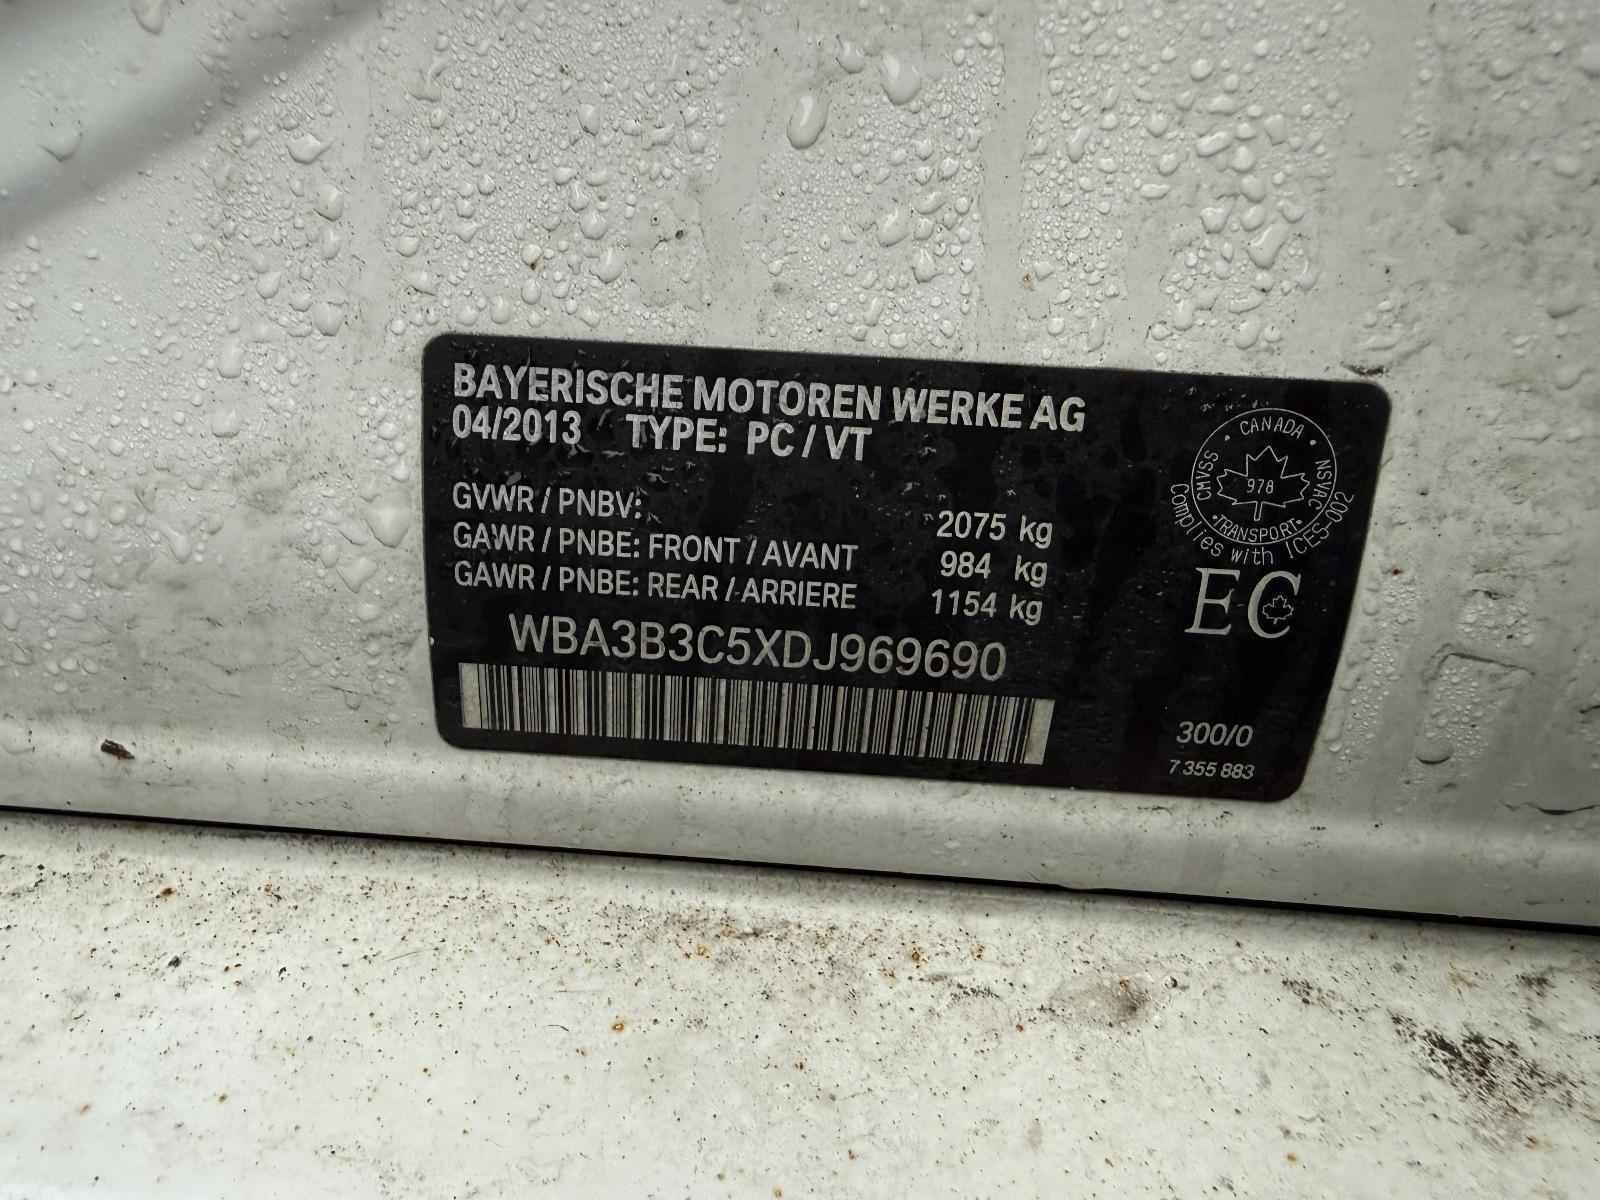 BAYERISCHE MOTOREN WERKE AG
04/2013 TYPE: PC / VT
GVWR / PNBV: 2075 kg
GAWR / PNBE: FRONT / AVANT 984 kg
GAWR / PNBE: REAR / ARRIERE 1154 kg
WBA3B3C5XDJ969690
CANADA
CMVSS 978 NSVAC
TRANSPORT
Complies with ICES-002
EC
300/0
7 355 883